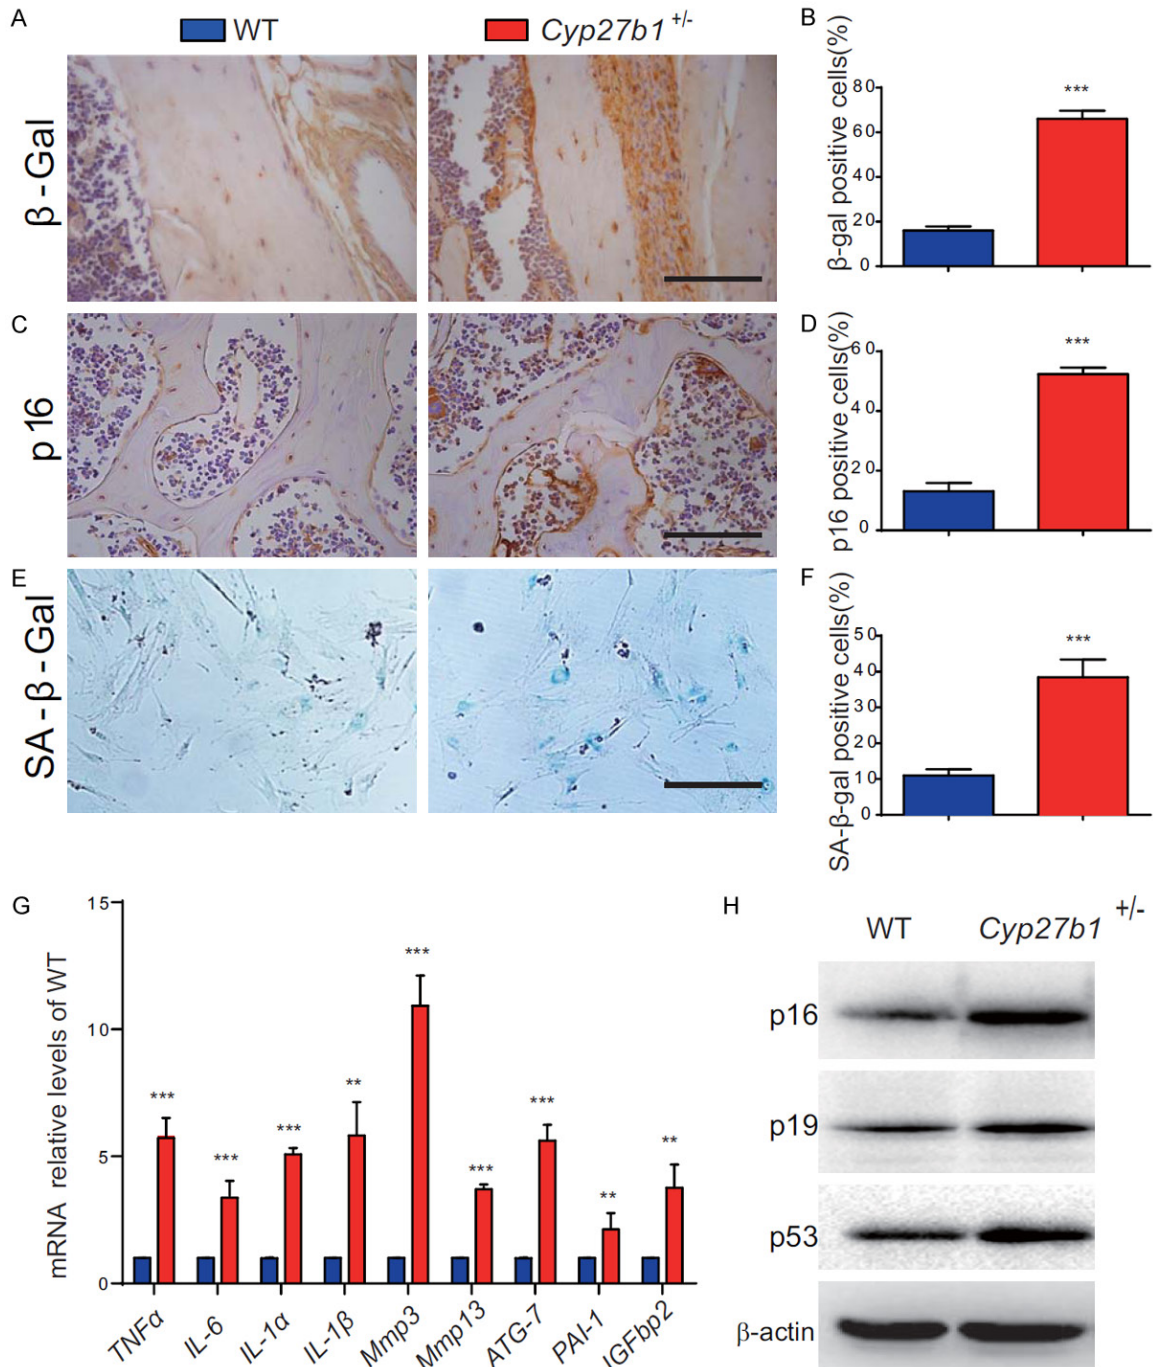 A
WT
Cyp27b1 +/-
β-Gal
B
β-gal positive cells(%)
80
60
40
20
0
***
C
p16
D
p16 positive cells(%)
60
40
20
0
***
E
SA-β-Gal
F
SA-β-gal positive cells(%)
50
40
30
20
10
0
***
G
mRNA relative levels of WT
15
10
5
0
***
***
***
**
***
***
***
**
**
TNFα
IL-6
IL-1α
IL-1β
Mmp3
Mmp13
ATG-7
PAI-1
IGFbp2
H
WT
Cyp27b1 +/-
p16
p19
p53
β-actin